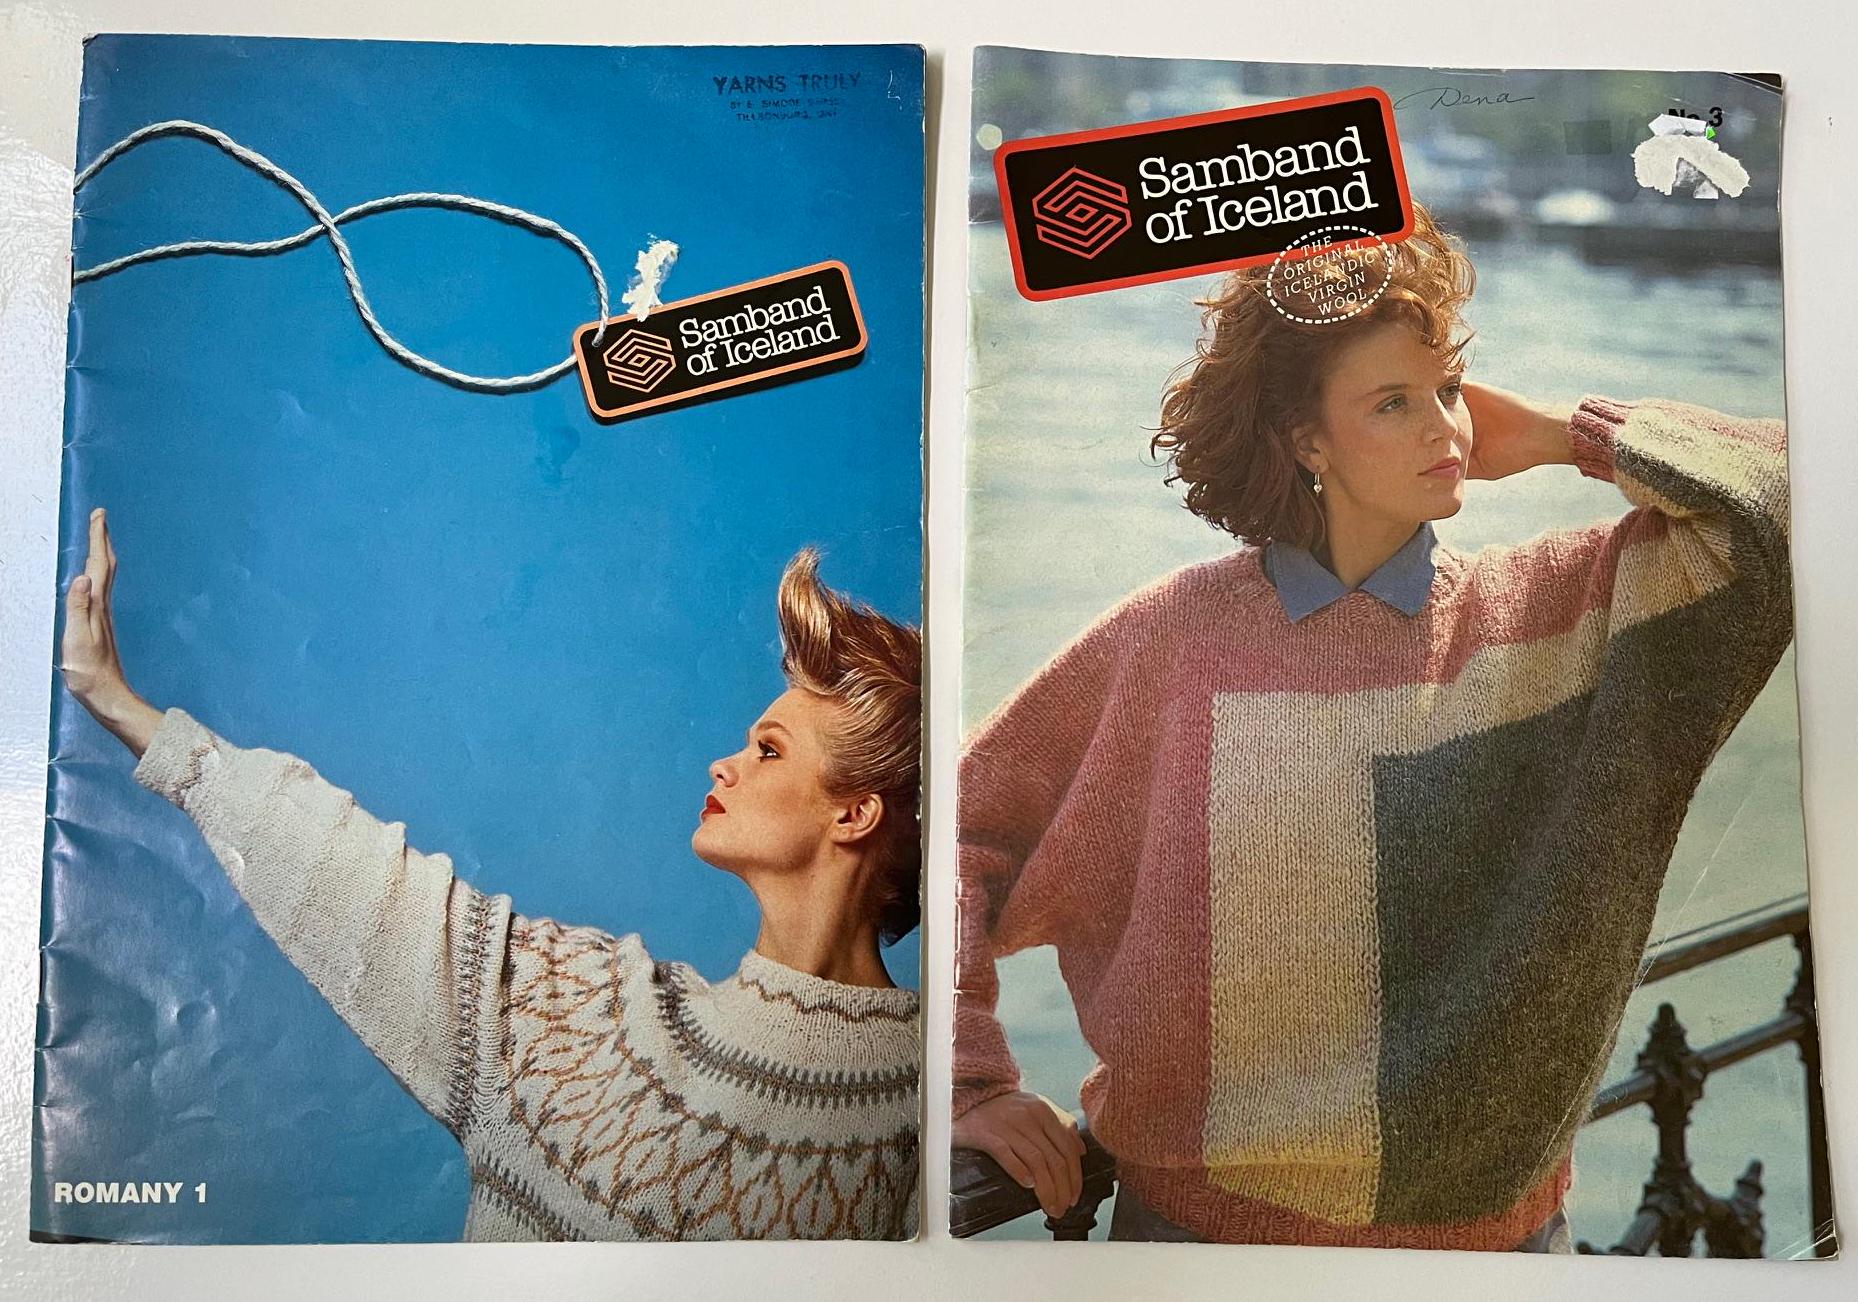 YARNS TRULY
Samband
of Iceland
ROMANY 1
Dena
No 3
Samband
of Iceland
THE
ORIGINAL
ICELANDIC
VIRGIN
WOOL